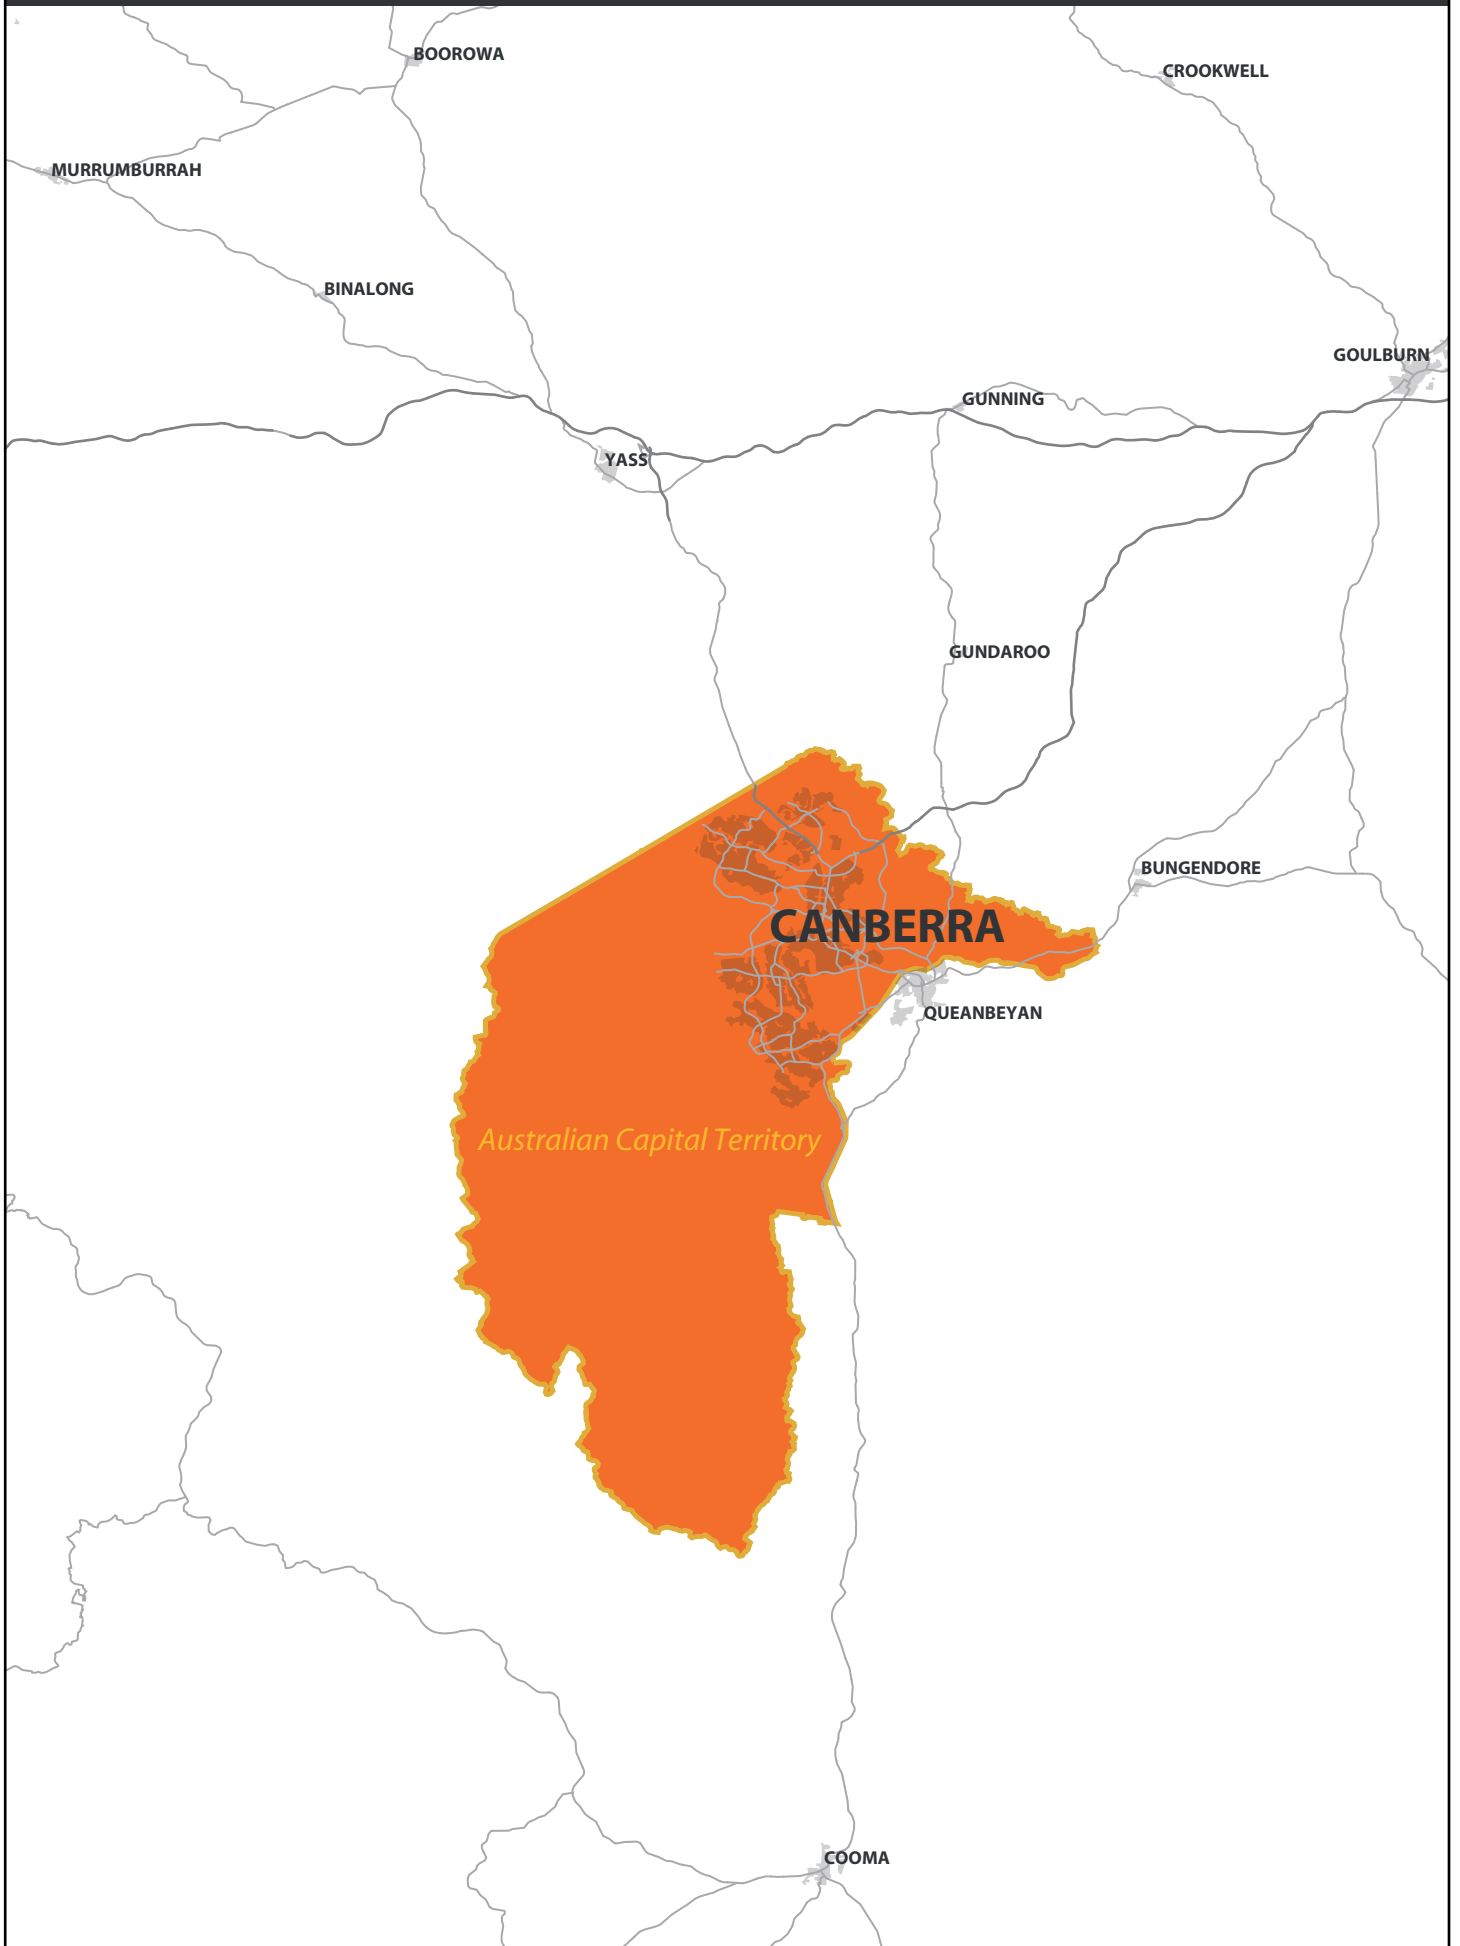 BOOROWA
CROOKWELL
MURRUMBURRAH
BINALONG
GOULBURN
GUNNING
YASS
GUNDAROO
BUNGENDORE
CANBERRA
QUEANBEYAN
Australian Capital Territory
COOMA